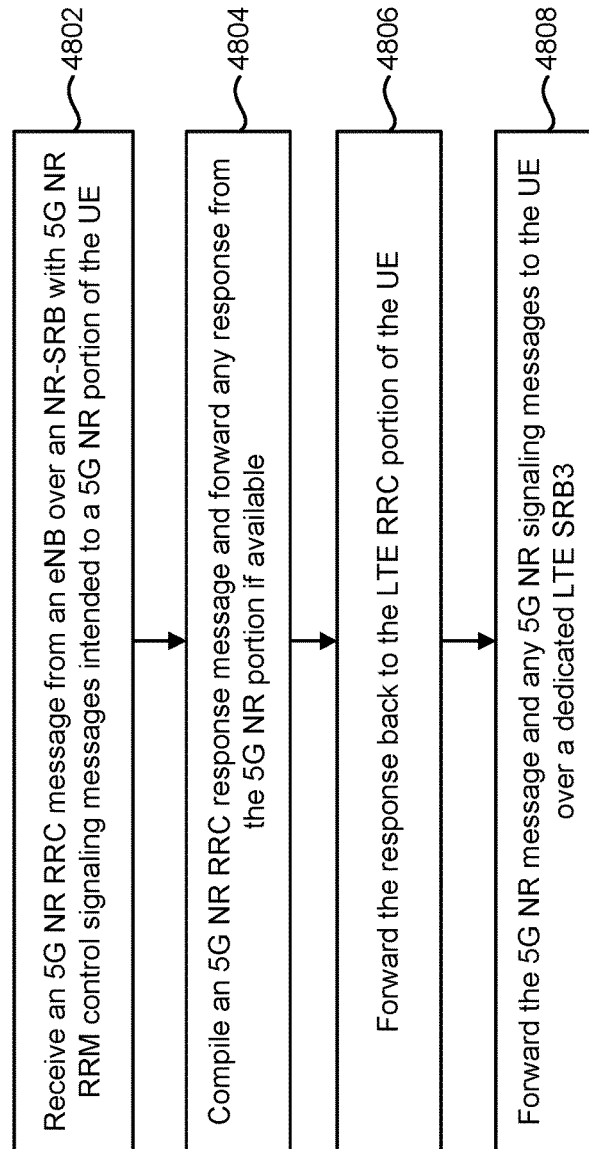 Receive an 5G NR RRC message from an eNB over an NR-SRB with 5G NR
RRM control signaling messages intended to a 5G NR portion of the UE
4802
Compile an 5G NR RRC response message and forward any response from
the 5G NR portion if available
4804
Forward the response back to the LTE RRC portion of the UE
4806
Forward the 5G NR message and any 5G NR signaling messages to the UE
over a dedicated LTE SRB3
4808